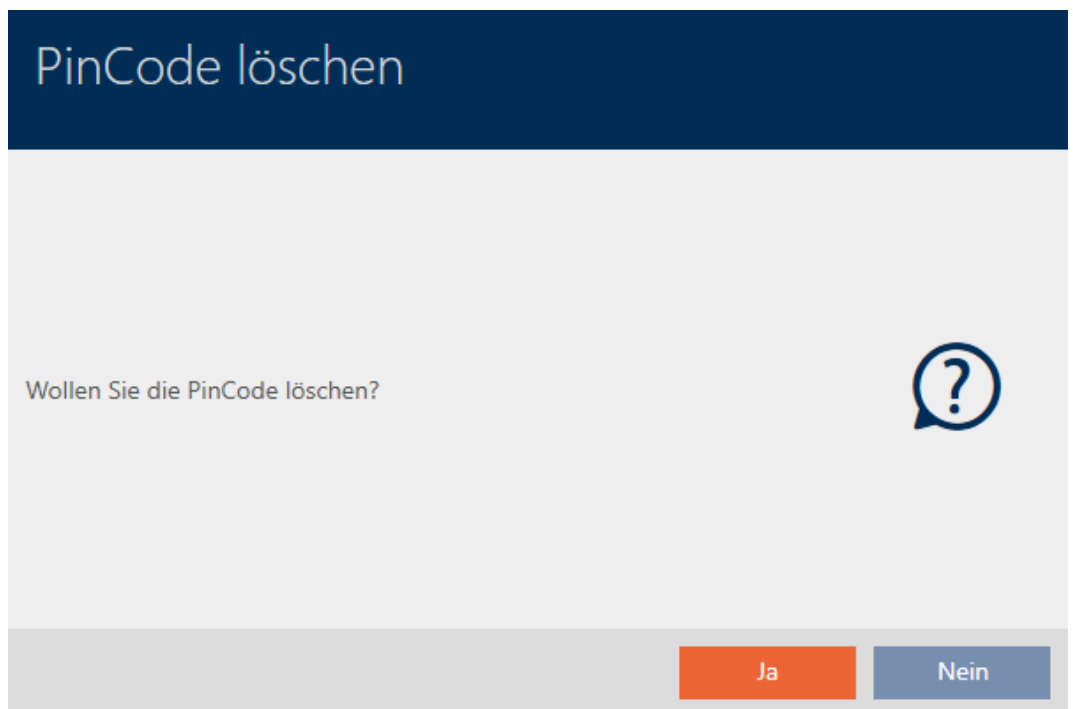 PinCode löschen
Wollen Sie die PinCode löschen?
?
Ja
Nein